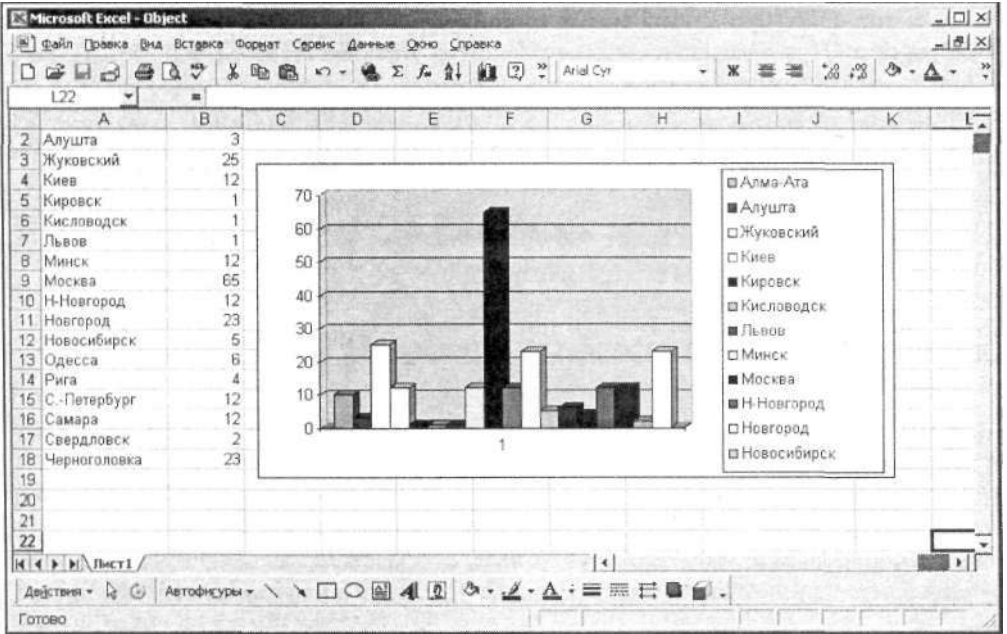 Microsoft Excel - Object
Файл Правка Вид Вставка Формат Сервис Данные Окно Справка
Arial Cyr
L22 =
A B C D E F G H I J K L
2 Алушта 3
3 Жуковский 25
4 Киев 12
5 Кировск 1
6 Кисловодск 1
7 Львов 1
8 Минск 12
9 Москва 65
10 Н-Новгород 12
11 Новгород 23
12 Новосибирск 5
13 Одесса 6
14 Рига 4
15 С.-Петербург 12
16 Самара 12
17 Свердловск 2
18 Черноголовка 23
19
20
21
22
70
60
50
40
30
20
10
0
1
Алма-Ата
Алушта
Жуковский
Киев
Кировск
Кисловодск
Львов
Минск
Москва
Н-Новгород
Новгород
Новосибирск
Лист1
Действия Автофигуры
Готово